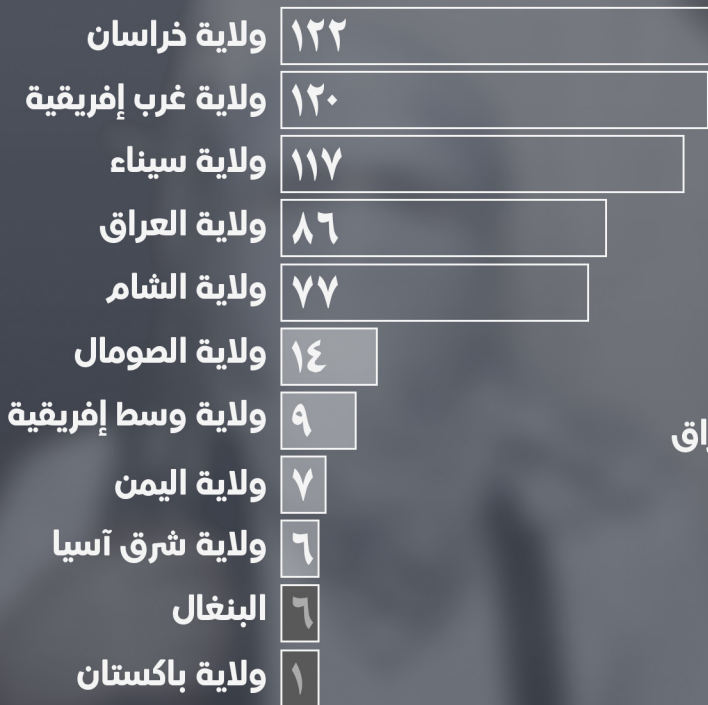 ولاية خراسان ١٢٢
ولاية غرب إفريقية ١٢٠
ولاية سيناء ١١٧
ولاية العراق ٨٦
ولاية الشام ٧٧
ولاية الصومال ١٤
ولاية وسط إفريقية ٩
ولاية اليمن ٧
ولاية شرق آسيا ٦
البنغال ٦
ولاية باكستان ١